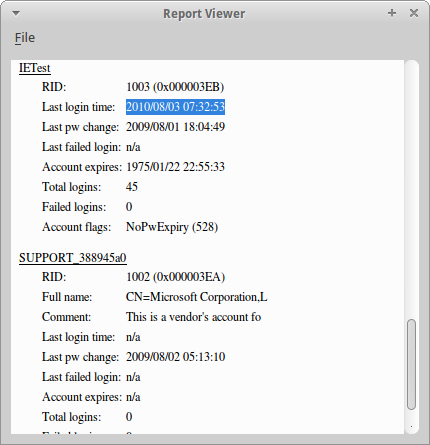 Report Viewer
File
IETest
RID: 1003 (0x000003EB)
Last login time: 2010/08/03 07:32:53
Last pw change: 2009/08/01 18:04:49
Last failed login: n/a
Account expires: 1975/01/22 22:55:33
Total logins: 45
Failed logins: 0
Account flags: NoPwExpiry (528)
SUPPORT_388945a0
RID: 1002 (0x000003EA)
Full name: CN=Microsoft Corporation,L
Comment: This is a vendor's account fo
Last login time: n/a
Last pw change: 2009/08/02 05:13:10
Last failed login: n/a
Account expires: n/a
Total logins: 0
Failed logins: 0